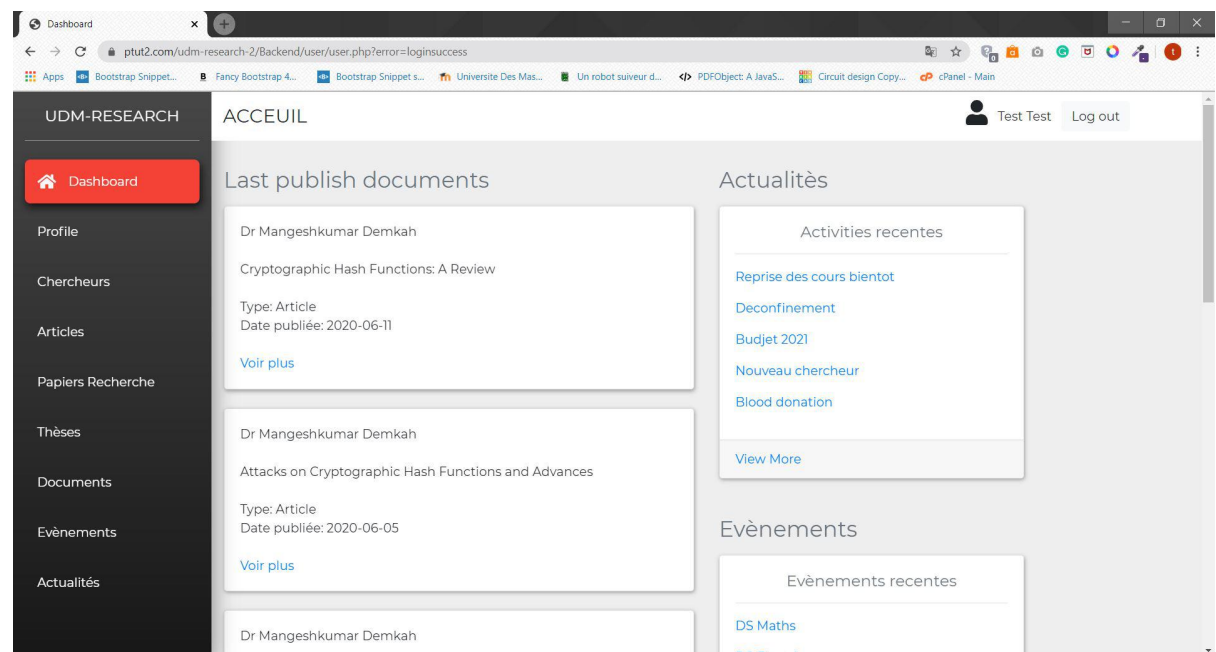 Dashboard
ptut2.com/udm-research-2/Backend/user/user.php?error=loginsuccess
Apps
Bootstrap Snippet...
Fancy Bootstrap 4...
Bootstrap Snippet s...
Universite Des Mas...
Un robot suiveur d...
PDFObject: A JavaS...
Circuit design Copy...
cPanel - Main
UDM-RESEARCH
ACCEUIL
Test Test
Log out
Dashboard
Profile
Chercheurs
Articles
Papiers Recherche
Thèses
Documents
Evènements
Actualités
Last publish documents
Dr Mangeshkumar Demkah
Cryptographic Hash Functions: A Review
Type: Article
Date publiée: 2020-06-11
Voir plus
Dr Mangeshkumar Demkah
Attacks on Cryptographic Hash Functions and Advances
Type: Article
Date publiée: 2020-06-05
Voir plus
Dr Mangeshkumar Demkah
Actualitès
Activities recentes
Reprise des cours bientot
Deconfinement
Budjet 2021
Nouveau chercheur
Blood donation
View More
Evènements
Evènements recentes
DS Maths